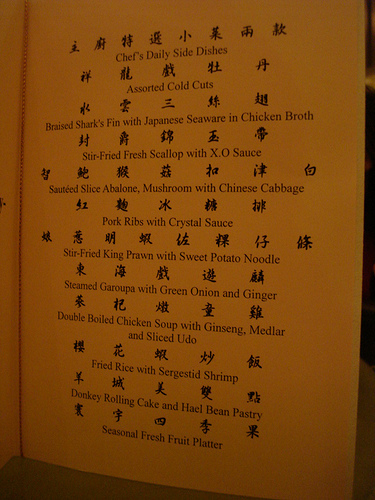 主廚特選小菜兩款
Chef's Daily Side Dishes
祥龍戲牡丹
Assorted Cold Cuts
水雲三絲翅
Braised Shark's Fin with Japanese Seaware in Chicken Broth
封爵錦玉帶
Stir-Fried Fresh Scallop with X.O Sauce
智鮑猴菇扣津白
Sautéed Slice Abalone, Mushroom with Chinese Cabbage
紅麴冰糖排
Pork Ribs with Crystal Sauce
娘惹明蝦佐粿仔條
Stir-Fried King Prawn with Sweet Potato Noodle
東海戲遊麟
Steamed Garoupa with Green Onion and Ginger
蔘杞燉童雞
Double Boiled Chicken Soup with Ginseng, Medlar
and Sliced Udo
櫻花蝦炒飯
Fried Rice with Sergestid Shrimp
羊城美雙點
Donkey Rolling Cake and Hael Bean Pastry
寰宇四季果
Seasonal Fresh Fruit Platter